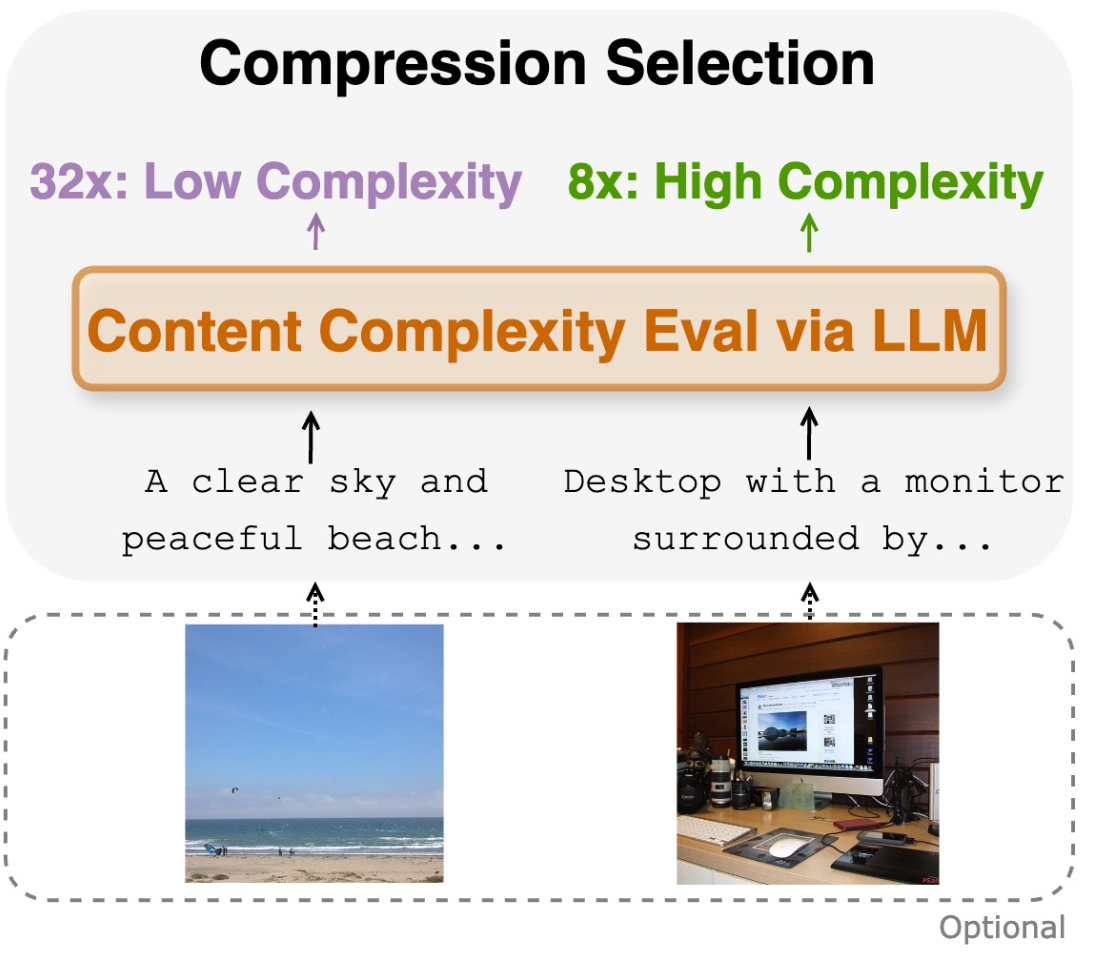 Compression Selection
32x: Low Complexity
8x: High Complexity
Content Complexity Eval via LLM
A clear sky and
peaceful beach...
Desktop with a monitor
surrounded by...
Optional